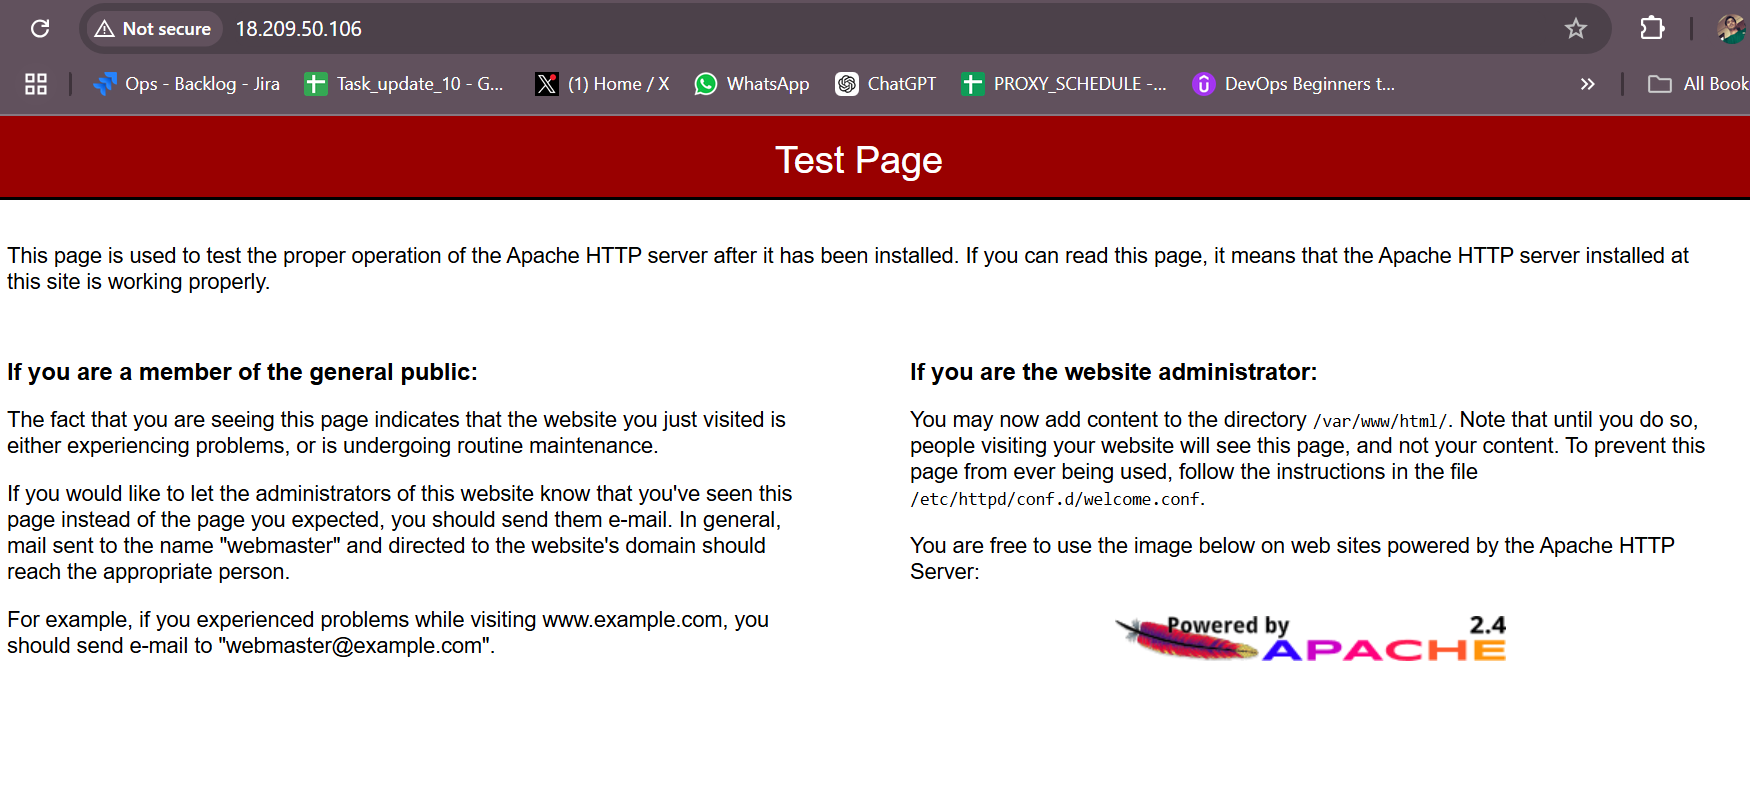 Not secure 18.209.50.106
Ops - Backlog - Jira Task_update_10 - G... (1) Home / X WhatsApp ChatGPT PROXY_SCHEDULE -... DevOps Beginners t... » All Book
Test Page
This page is used to test the proper operation of the Apache HTTP server after it has been installed. If you can read this page, it means that the Apache HTTP server installed at
this site is working properly.
If you are a member of the general public:
The fact that you are seeing this page indicates that the website you just visited is
either experiencing problems, or is undergoing routine maintenance.
If you would like to let the administrators of this website know that you've seen this
page instead of the page you expected, you should send them e-mail. In general,
mail sent to the name "webmaster" and directed to the website's domain should
reach the appropriate person.
For example, if you experienced problems while visiting www.example.com, you
should send e-mail to "webmaster@example.com".
If you are the website administrator:
You may now add content to the directory /var/www/html/. Note that until you do so,
people visiting your website will see this page, and not your content. To prevent this
page from ever being used, follow the instructions in the file
/etc/httpd/conf.d/welcome.conf.
You are free to use the image below on web sites powered by the Apache HTTP
Server:
Powered by 2.4
APACHE